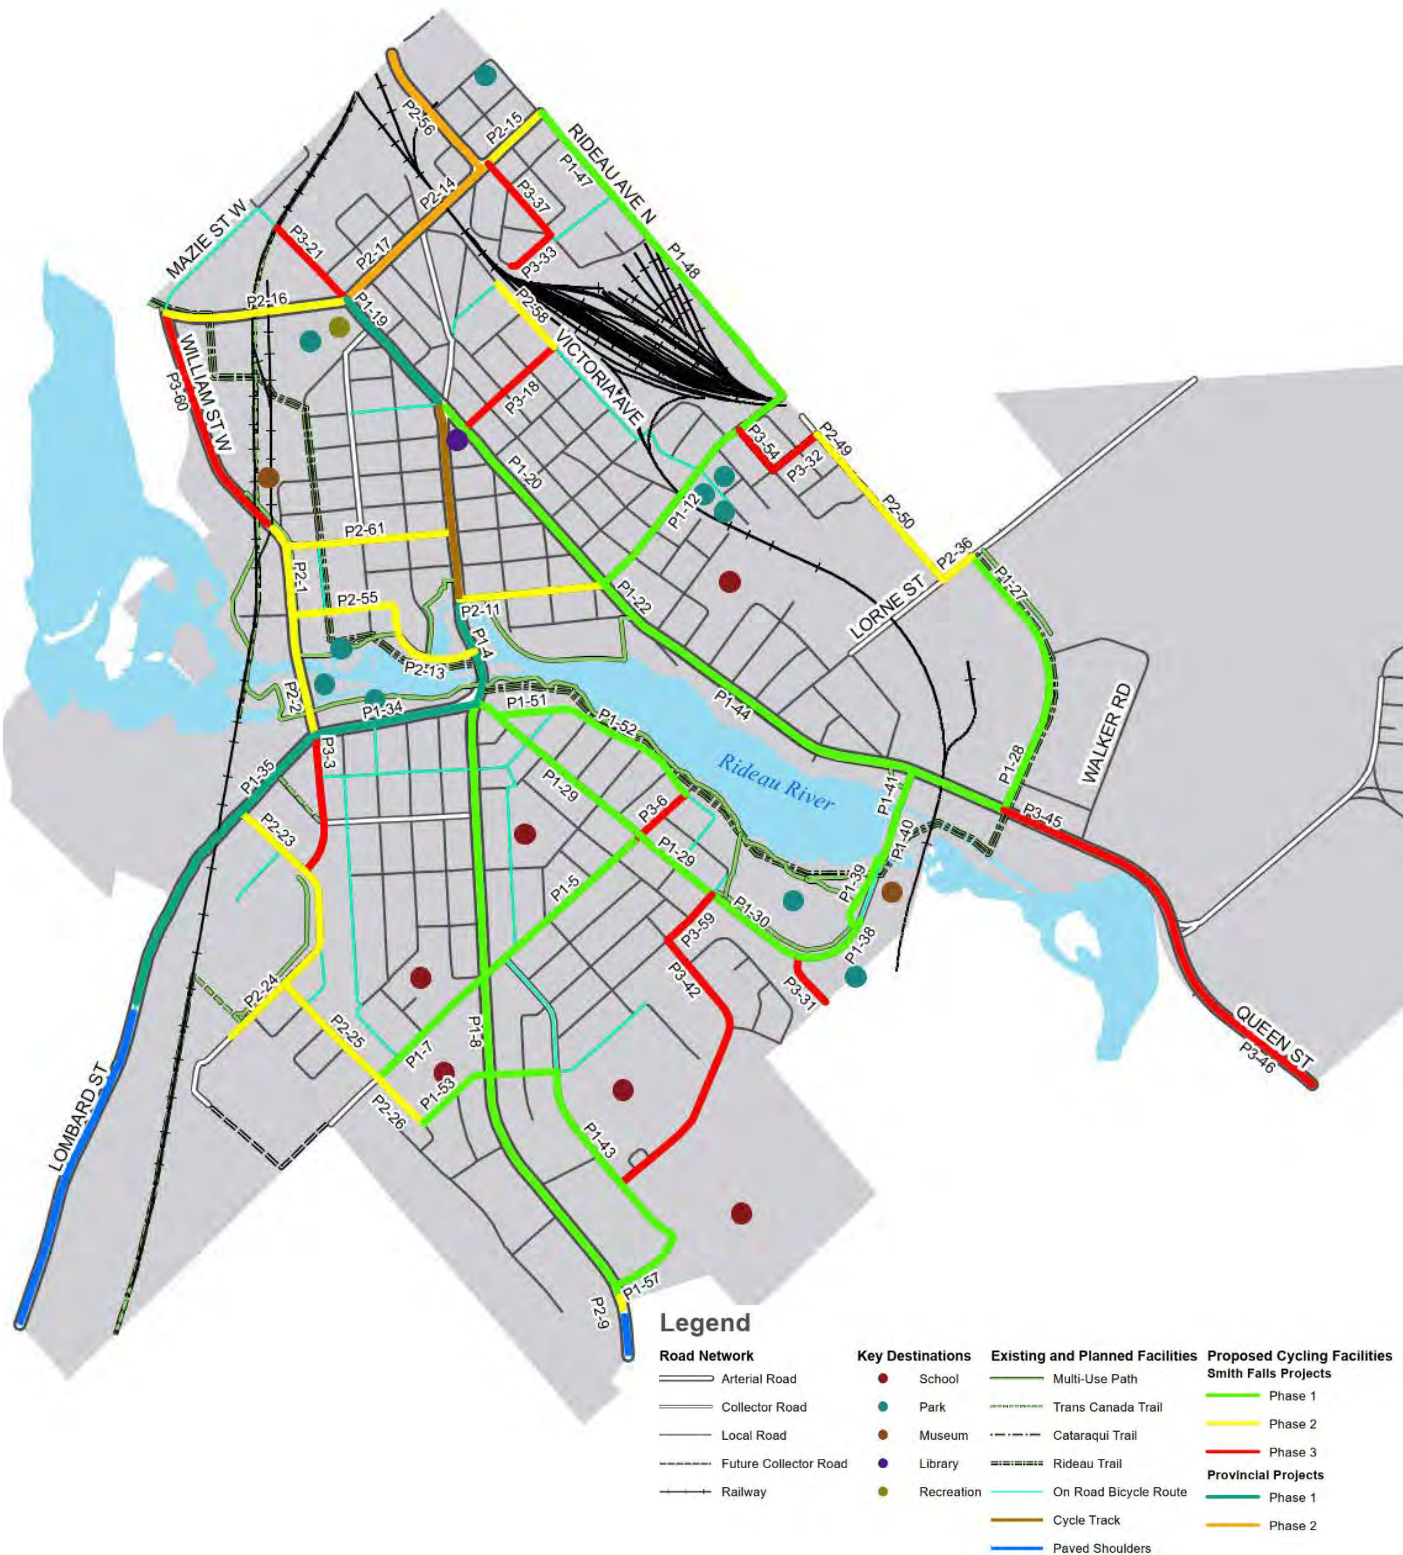 P2-56
P2-15
RIDEAU AVE N
P1-47
P2-14
P3-37
MAZIE ST W
P3-21
P2-17
P3-33
P1-48
P2-16
P1-19
P2-58
VICTORIA AVE
WILLIAM ST W
P3-60
P3-18
P2-49
P3-54
P3-32
P1-20
P1-12
P2-50
P2-61
P2-36
P2-1
P1-27
P2-55
P2-11
P1-22
LORNE ST
P1-4
P2-13
P2-2
P1-51
P1-34
P1-52
P1-44
WALKER RD
P3-3
Rideau River
P1-35
P1-29
P1-41
P1-28
P3-6
P3-45
P2-23
P1-40
P1-29
P1-5
P1-39
P1-30
P3-59
P1-38
P3-42
P2-24
P3-31
P2-25
P1-8
P1-7
QUEEN ST
P3-46
P1-53
P2-26
LOMBARD ST
P1-43
P1-57
P2-9
Legend
Road Network
Arterial Road
Collector Road
Local Road
Future Collector Road
Railway
Key Destinations
School
Park
Museum
Library
Recreation
Existing and Planned Facilities
Multi-Use Path
Trans Canada Trail
Cataraqui Trail
Rideau Trail
On Road Bicycle Route
Cycle Track
Paved Shoulders
Proposed Cycling Facilities
Smith Falls Projects
Phase 1
Phase 2
Phase 3
Provincial Projects
Phase 1
Phase 2